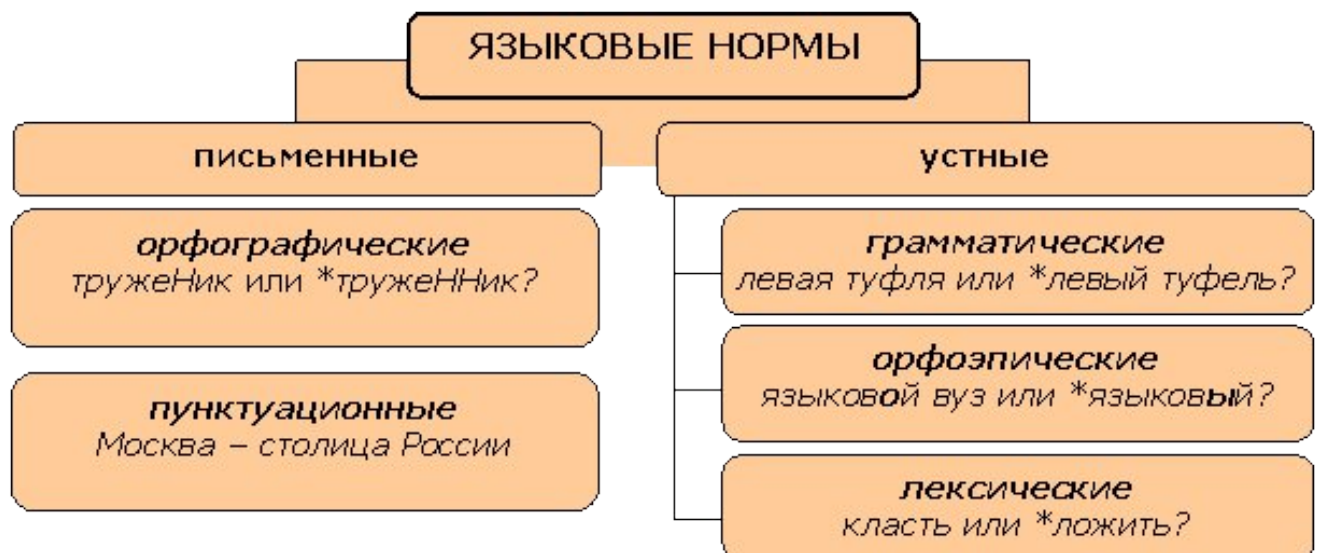 ЯЗЫКОВЫЕ НОРМЫ
письменные
орфографические
тружеНик или *тружеННик?
пунктуационные
Москва – столица России
устные
грамматические
левая туфля или *левый туфель?
орфоэпические
языковой вуз или *языковый?
лексические
класть или *ложить?